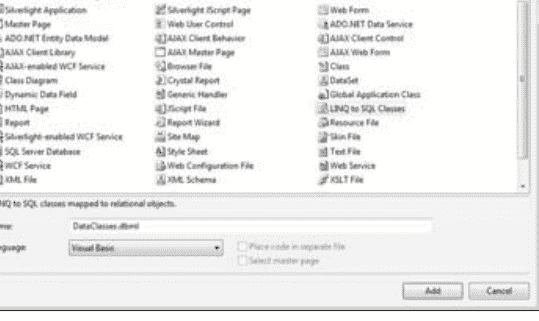 Silverlight Application
Silverlight JScript Page
Web Form
Master Page
Web User Control
ADO.NET Data Service
ADO.NET Entity Data Model
AJAX Client Behavior
AJAX Client Control
AJAX Client Library
AJAX Master Page
AJAX Web Form
AJAX-enabled WCF Service
Browser File
Class
Class Diagram
Crystal Report
DataSet
Dynamic Data Field
Generic Handler
Global Application Class
HTML Page
JScript File
LINQ to SQL Classes
Report
Report Wizard
Resource File
Silverlight-enabled WCF Service
Site Map
Skin File
SQL Server Database
Style Sheet
Text File
WCF Service
Web Configuration File
Web Service
XML File
XML Schema
XSLT File
NQ to SQL classes mapped to relational objects.
me:
DataClasses.dbml
nguage:
Visual Basic
Place code in separate file
Select master page
Add
Cancel